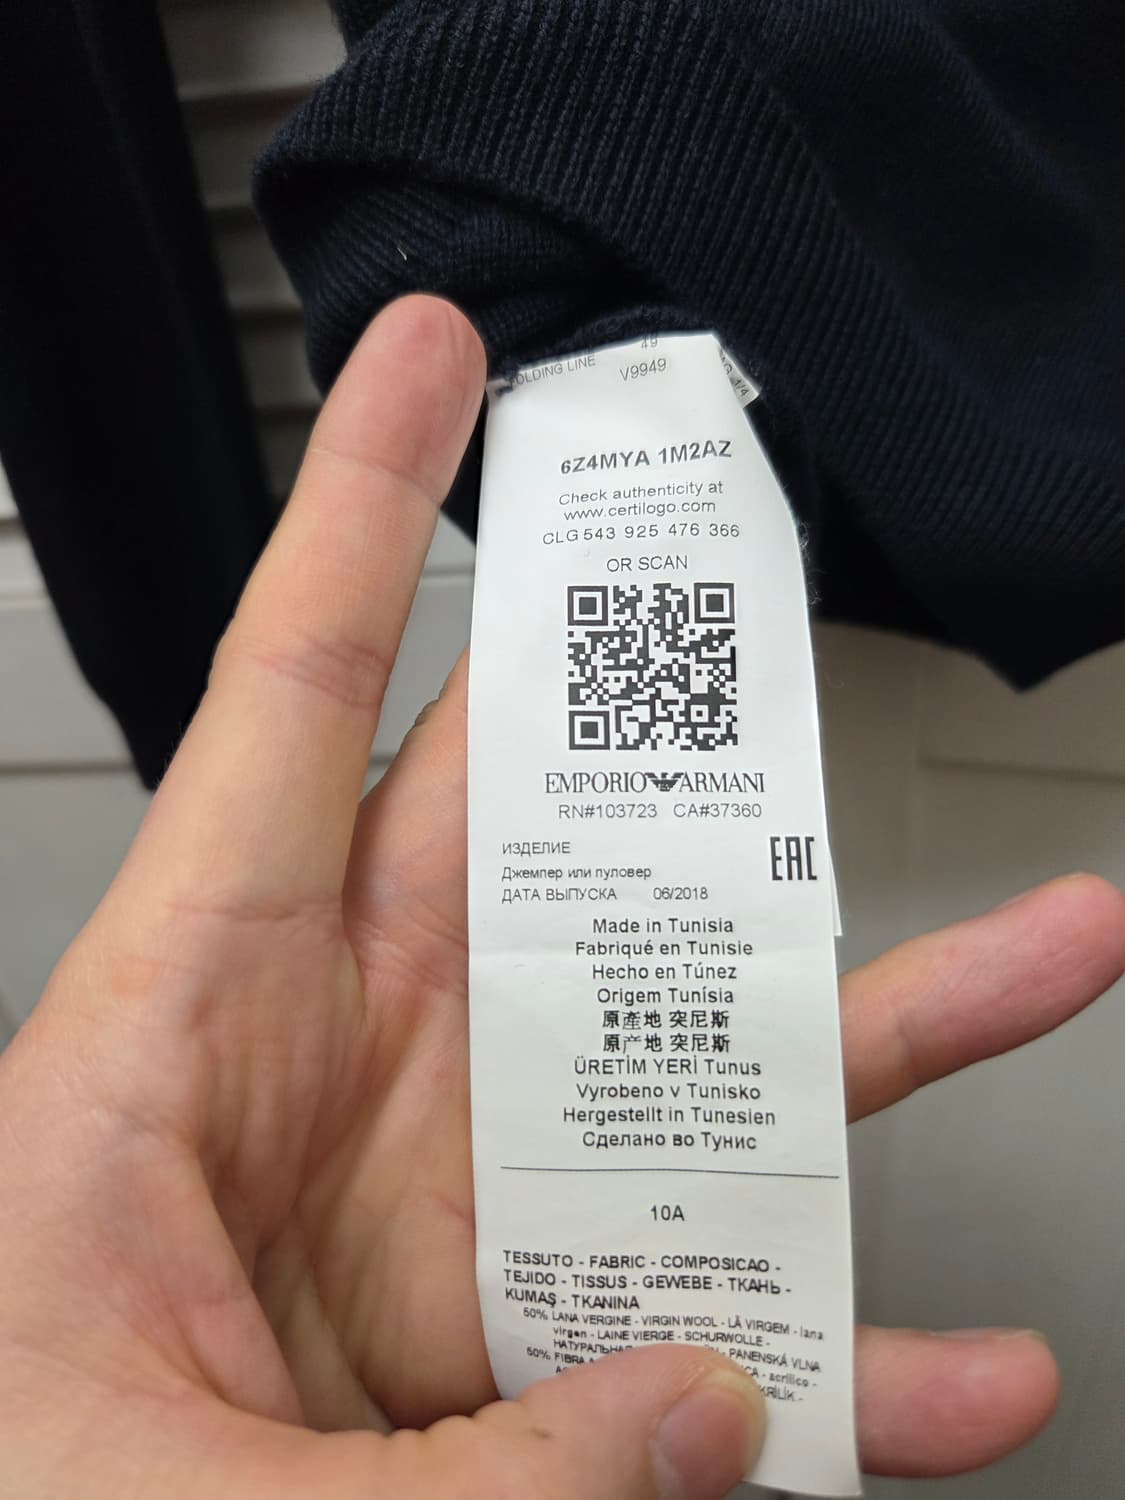 49
FOLDING LINE
V9949
1/4
6Z4MYA 1M2AZ
Check authenticity at
www.certilogo.com
CLG 543 925 476 366
OR SCAN
EMPORIO ARMANI
RN#103723 CA#37360
EAC
ИЗДЕЛИЕ
Джемпер или пуловер
ДАТА ВЫПУСКА 06/2018
Made in Tunisia
Fabriqué en Tunisie
Hecho en Túnez
Origem Tunísia
原產地 突尼斯
原产地 突尼斯
ÜRETİM YERİ Tunus
Vyrobeno v Tunisko
Hergestellt in Tunesien
Сделано во Тунис
10A
TESSUTO - FABRIC - COMPOSICAO -
TEJIDO - TISSUS - GEWEBE - ТКАНЬ -
KUMAŞ - TKANINA
50% LANA VERGINE - VIRGIN WOOL - LÃ VIRGEM - lana
virgen - LAINE VIERGE - SCHURWOLLE -
PANENSKÁ VLNA
50% FIBRA - acrílico -